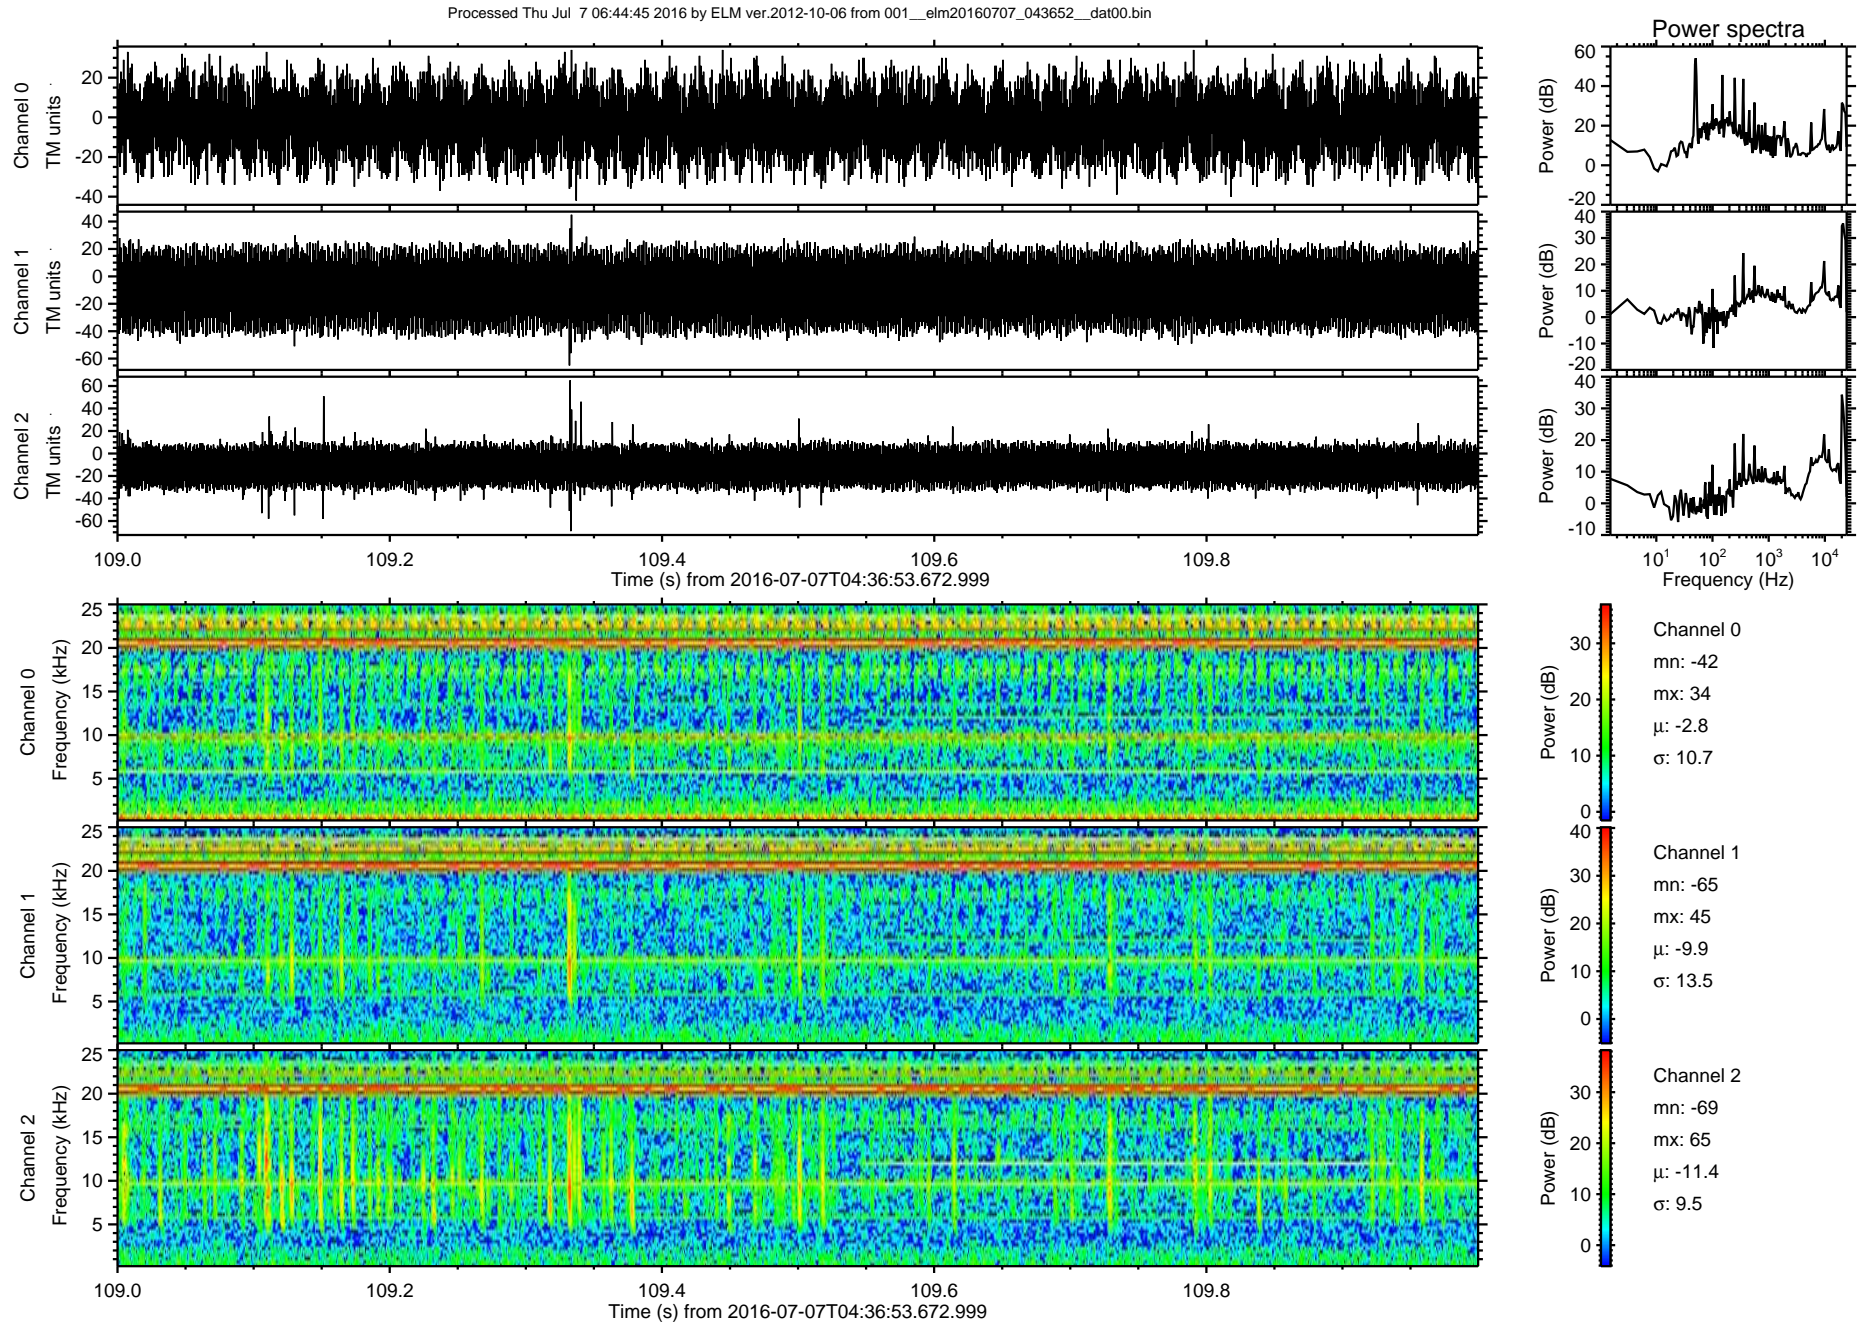 Processed Thu Jul 7 06:44:45 2016 by ELM ver.2012-10-06 from 001__elm20160707_043652__dat00.bin
Power spectra
Channel 0
TM units
20
0
-20
-40
Power (dB)
60
40
20
0
-20
Channel 1
TM units
40
20
0
-20
-40
-60
Power (dB)
40
30
20
10
0
-10
-20
Channel 2
TM units
60
40
20
0
-20
-40
-60
Power (dB)
40
30
20
10
0
-10
109.0 109.2 109.4 109.6 109.8
Time (s) from 2016-07-07T04:36:53.672.999
10^1 10^2 10^3 10^4
Frequency (Hz)
Channel 0
Frequency (kHz)
25
20
15
10
5
Power (dB)
30
20
10
0
Channel 0
mn: -42
mx: 34
µ: -2.8
σ: 10.7
Channel 1
Frequency (kHz)
25
20
15
10
5
Power (dB)
40
30
20
10
0
Channel 1
mn: -65
mx: 45
µ: -9.9
σ: 13.5
Channel 2
Frequency (kHz)
25
20
15
10
5
Power (dB)
30
20
10
0
Channel 2
mn: -69
mx: 65
µ: -11.4
σ: 9.5
109.0 109.2 109.4 109.6 109.8
Time (s) from 2016-07-07T04:36:53.672.999